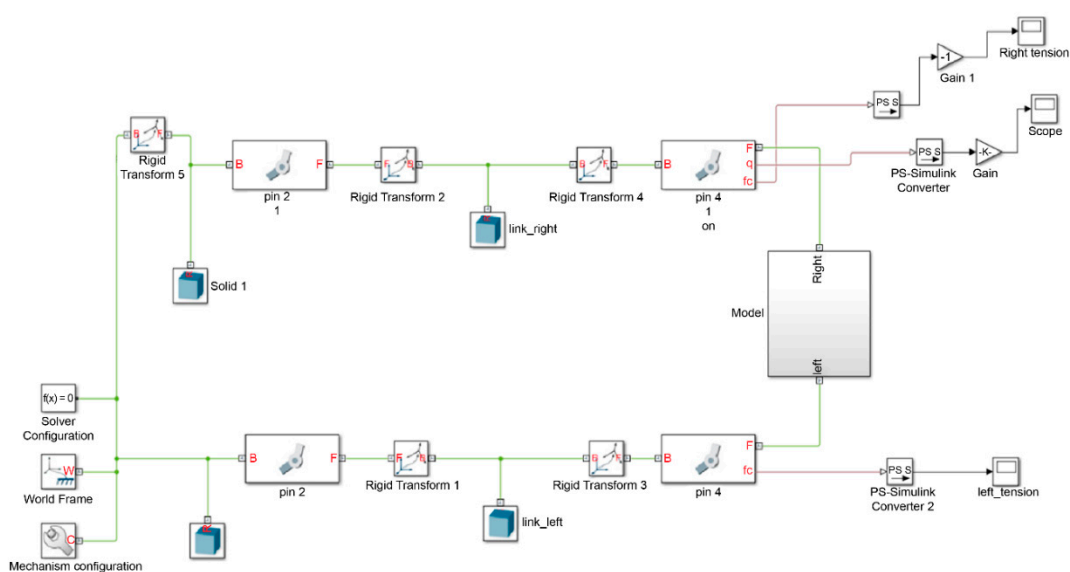 Right tension
-1
Gain 1
PS S
Scope
B F
Rigid
Transform 5
B
F
pin 2
1
F B
Rigid Transform 2
B F
Rigid Transform 4
B
F
q
fc
pin 4
1
on
PS S
PS-Simulink
Converter
-K-
Gain
link_right
Solid 1
Right
Model
left
f(x) = 0
Solver
Configuration
W
World Frame
C
Mechanism configuration
B
F
pin 2
F B
Rigid Transform 1
link_left
B F
Rigid Transform 3
B
F
fc
pin 4
PS S
PS-Simulink
Converter 2
left_tension